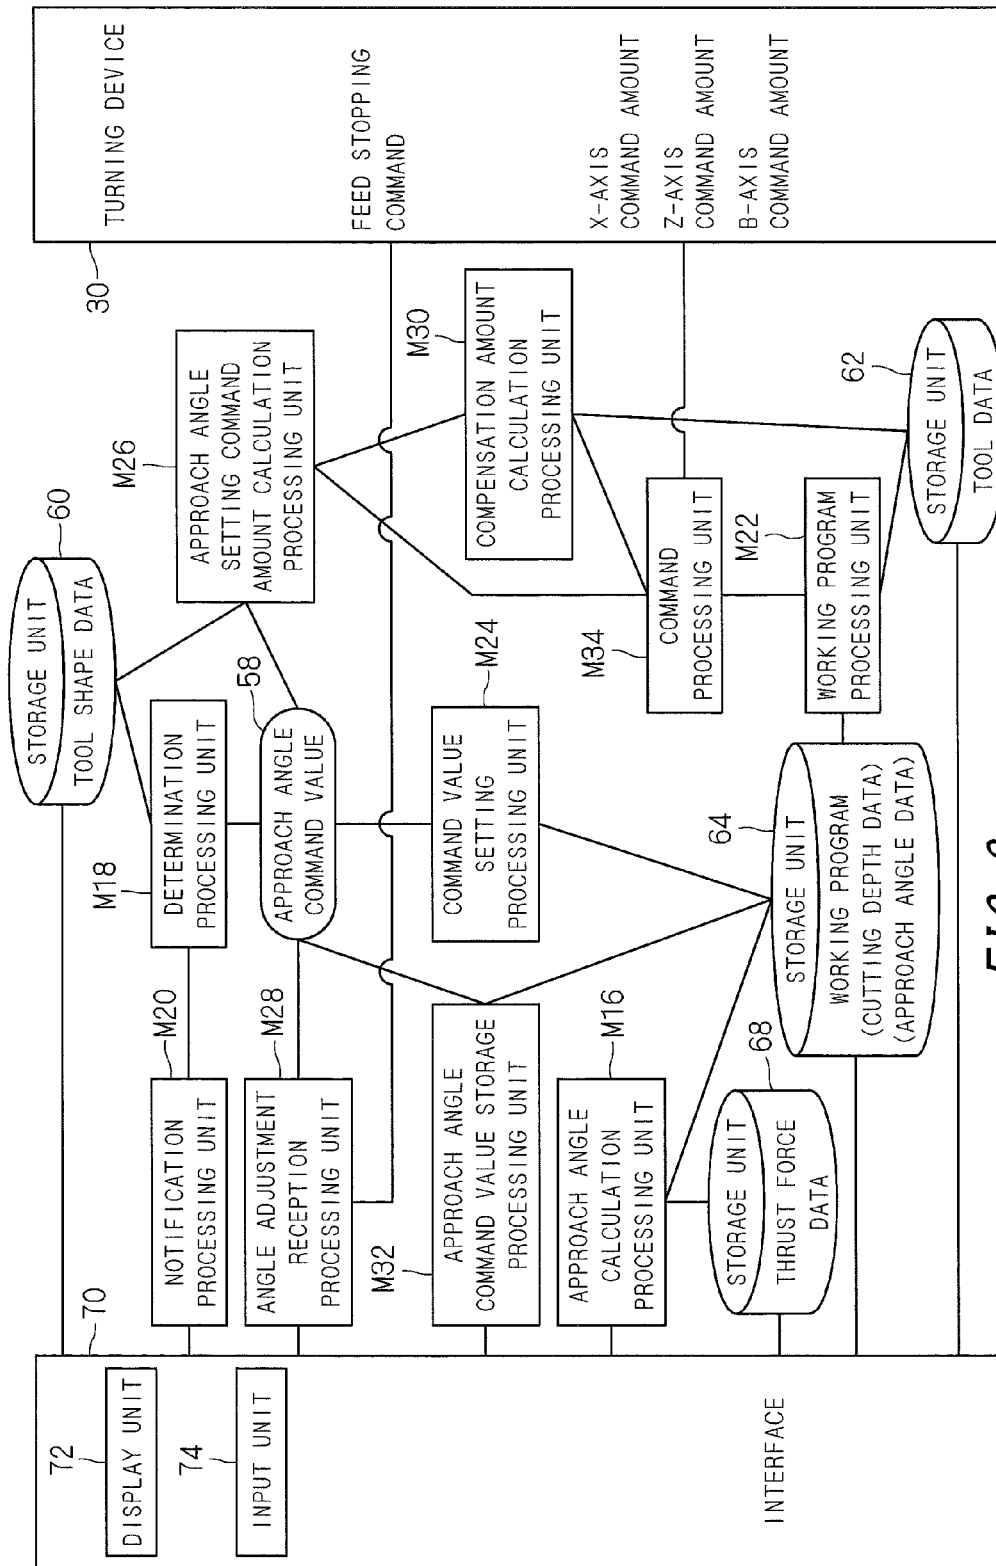 72
DISPLAY UNIT
74
INPUT UNIT
INTERFACE
70
60
STORAGE UNIT
TOOL SHAPE DATA
M20
NOTIFICATION
PROCESSING UNIT
M18
DETERMINATION
PROCESSING UNIT
M26
APPROACH ANGLE
SETTING COMMAND
AMOUNT CALCULATION
PROCESSING UNIT
M28
ANGLE ADJUSTMENT
RECEPTION
PROCESSING UNIT
58
APPROACH ANGLE
COMMAND VALUE
M32
APPROACH ANGLE
COMMAND VALUE STORAGE
PROCESSING UNIT
M24
COMMAND VALUE
SETTING
PROCESSING UNIT
M30
COMPENSATION AMOUNT
CALCULATION
PROCESSING UNIT
M16
APPROACH ANGLE
CALCULATION
PROCESSING UNIT
M34
COMMAND
PROCESSING UNIT
68
STORAGE UNIT
THRUST FORCE
DATA
64
STORAGE UNIT
WORKING PROGRAM
(CUTTING DEPTH DATA)
(APPROACH ANGLE DATA)
M22
WORKING PROGRAM
PROCESSING UNIT
62
STORAGE UNIT
TOOL DATA
30
TURNING DEVICE
FEED STOPPING
COMMAND
X-AXIS
COMMAND AMOUNT
Z-AXIS
COMMAND AMOUNT
B-AXIS
COMMAND AMOUNT
FIG.